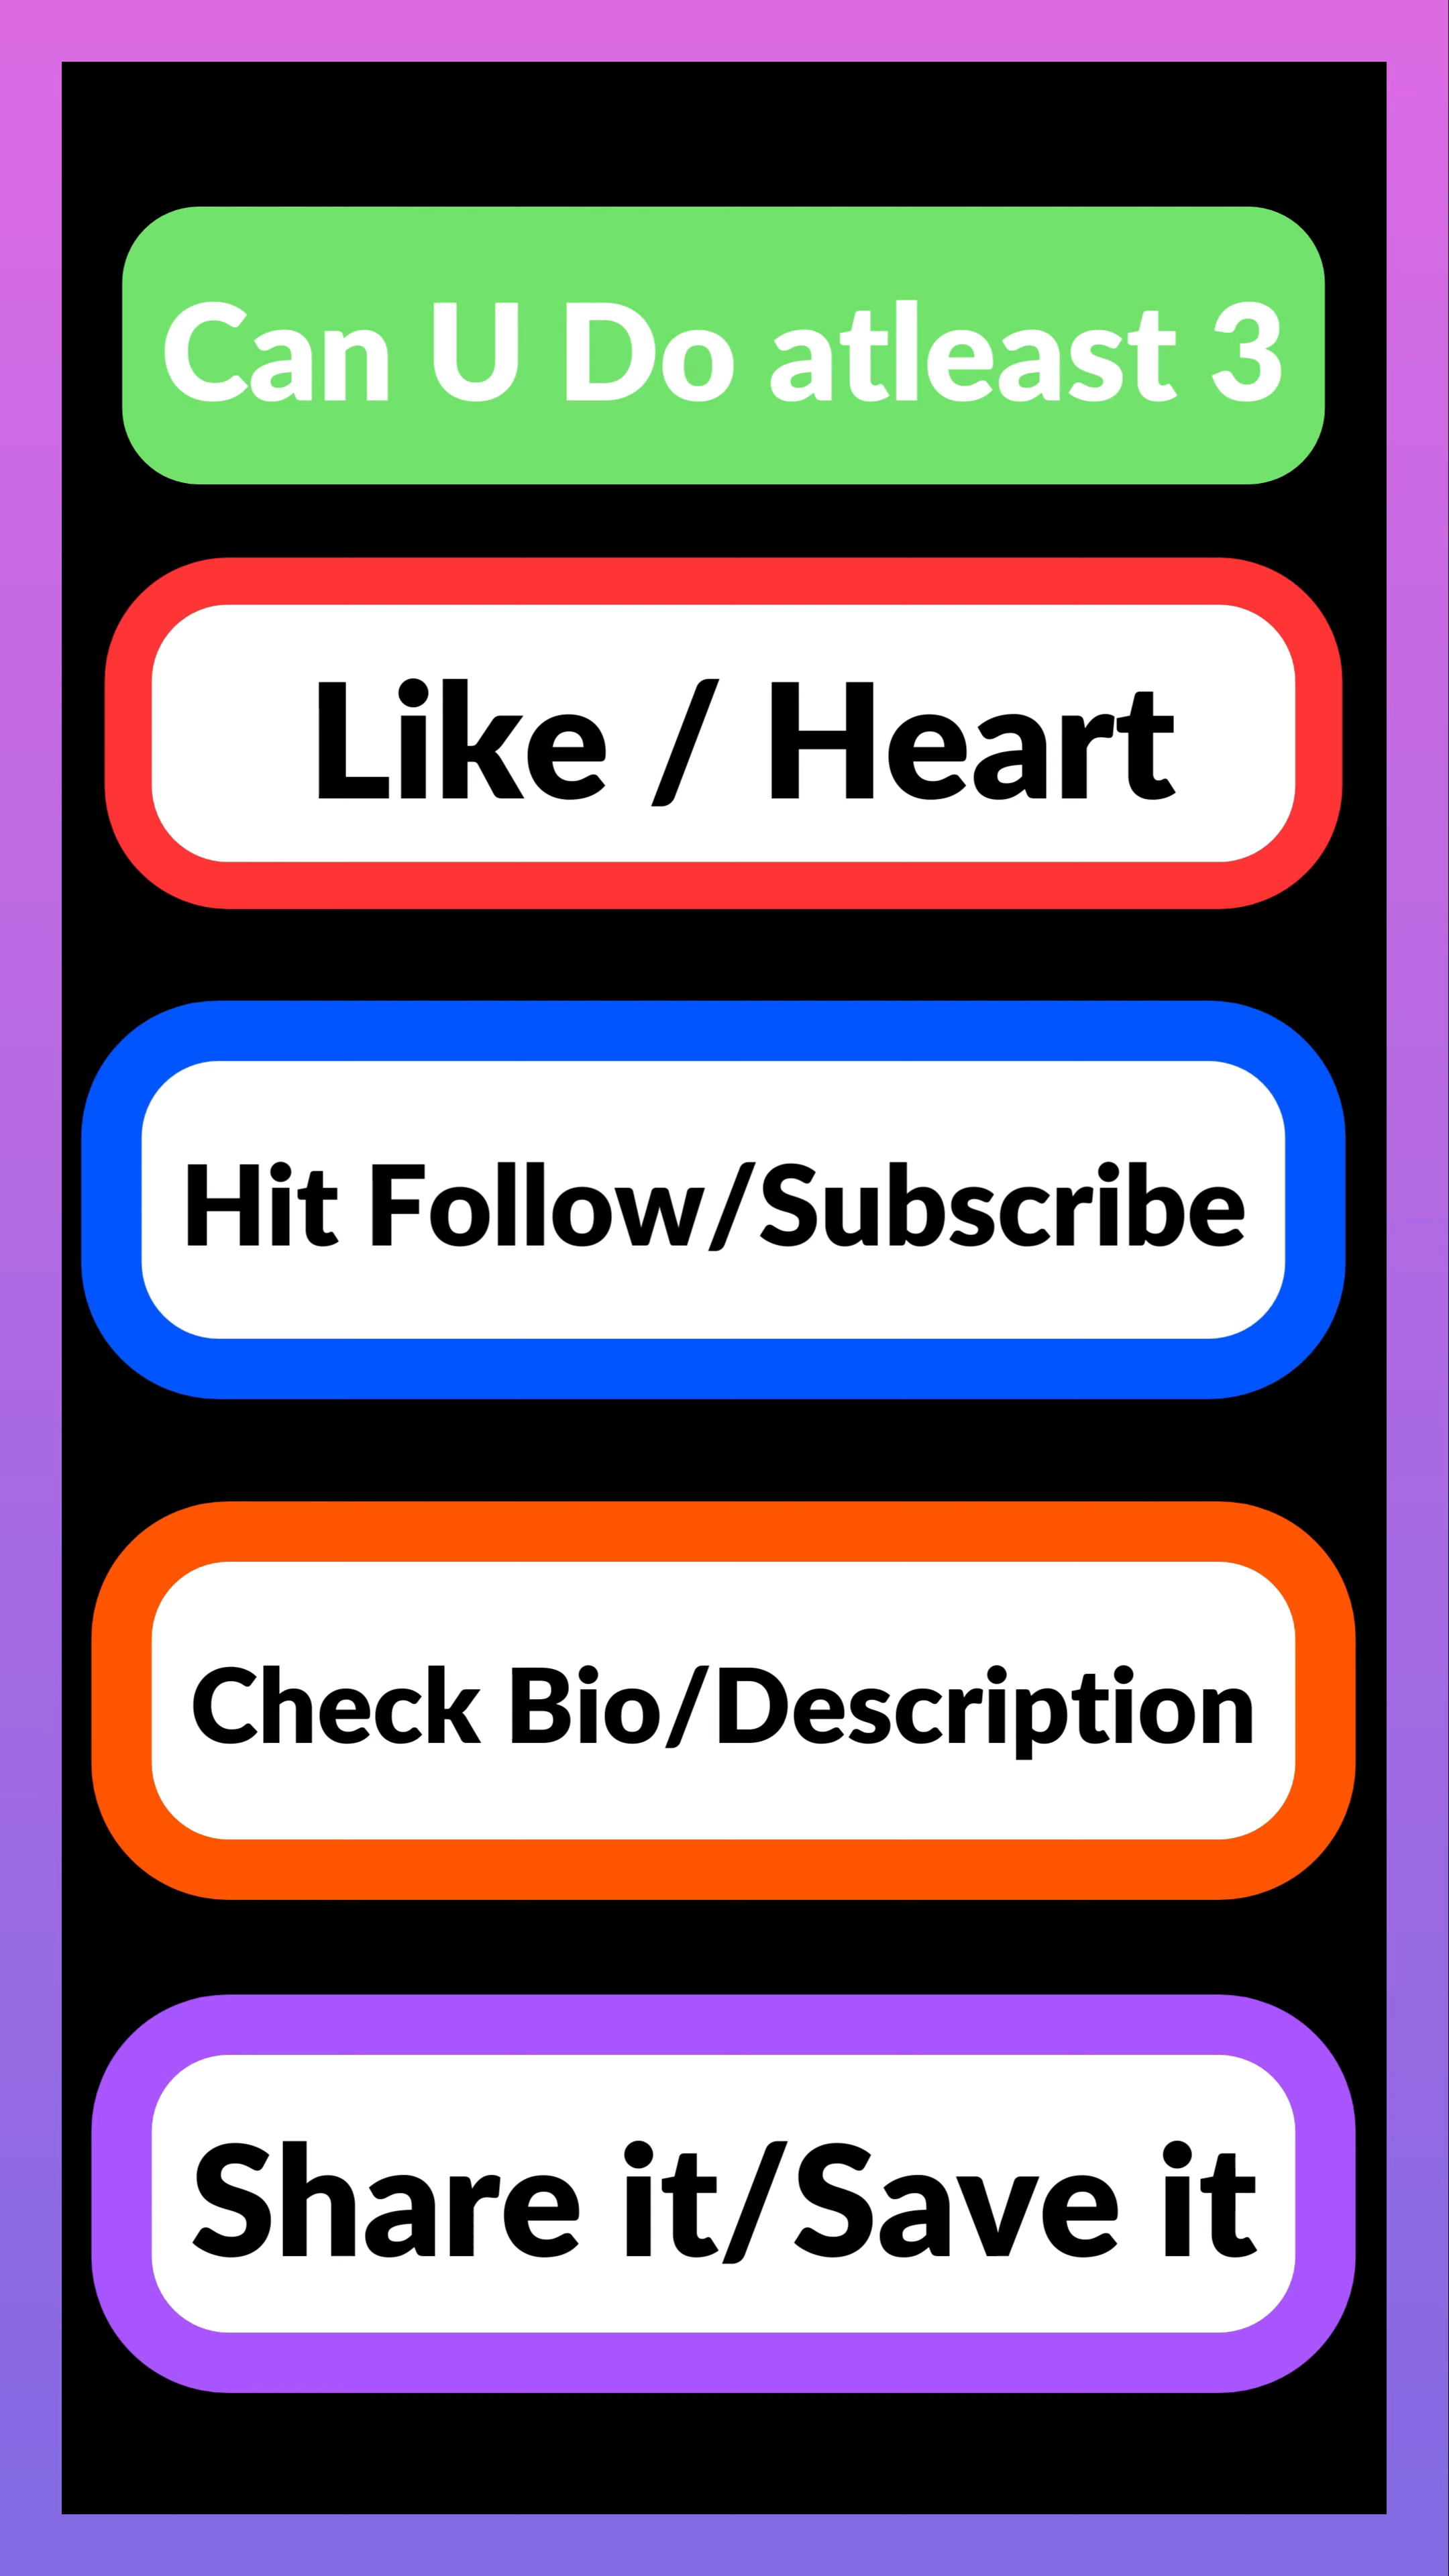 Can U Do atleast 3
Like / Heart
Hit Follow/Subscribe
Check Bio/Description
Share it/Save it